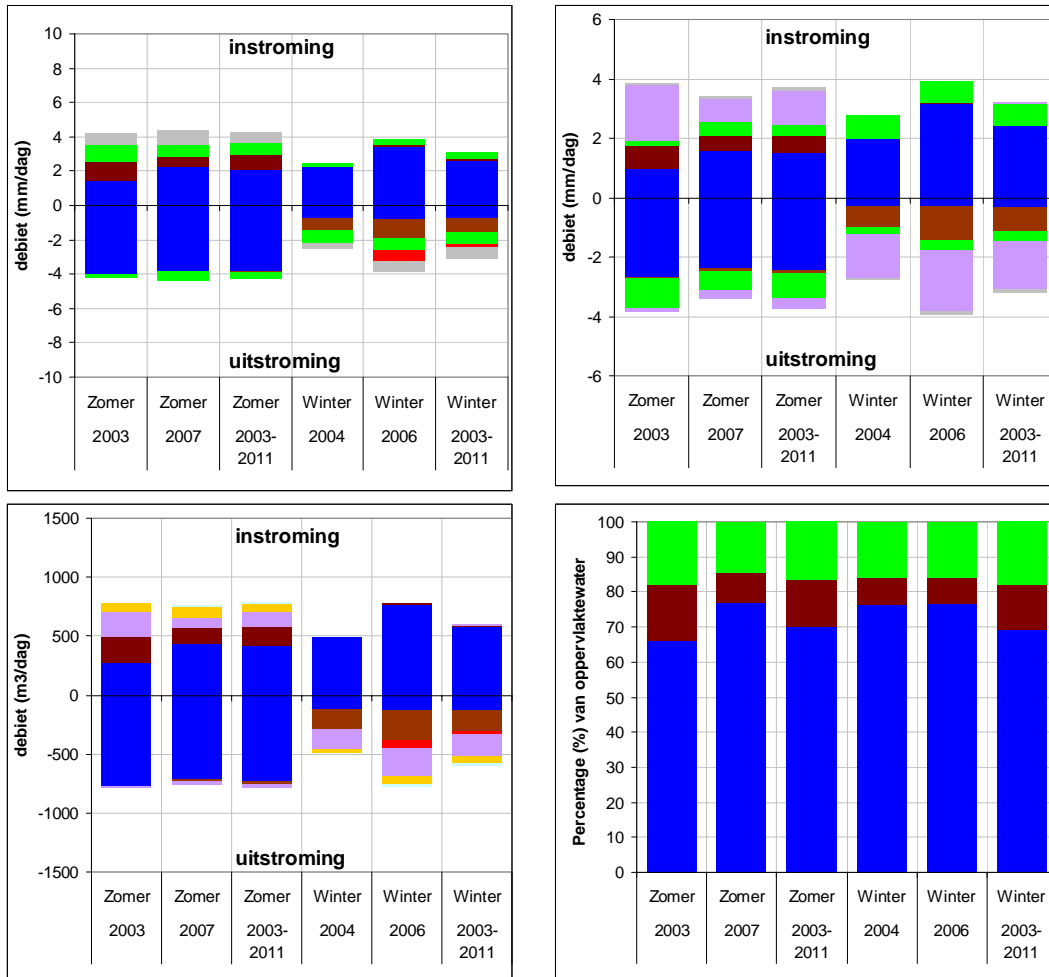 instroming
10
8
6
4
2
0
-2
-4
-6
-8
-10
debiet (mm/dag)
uitstroming
Zomer Zomer Zomer Winter Winter Winter
2003 2007 2003- 2004 2006 2003-
2011 2011
instroming
6
4
2
0
-2
-4
-6
debiet (mm/dag)
uitstroming
Zomer Zomer Zomer Winter Winter Winter
2003 2007 2003- 2004 2006 2003-
2011 2011
instroming
1500
1000
500
0
-500
-1000
-1500
debiet (m3/dag)
uitstroming
Zomer Zomer Zomer Winter Winter Winter
2003 2007 2003- 2004 2006 2003-
2011 2011
100
90
80
70
60
50
40
30
20
10
0
Percentage (%) van oppervlaktewater
Zomer Zomer Zomer Winter Winter Winter
2003 2007 2003- 2004 2006 2003-
2011 2011